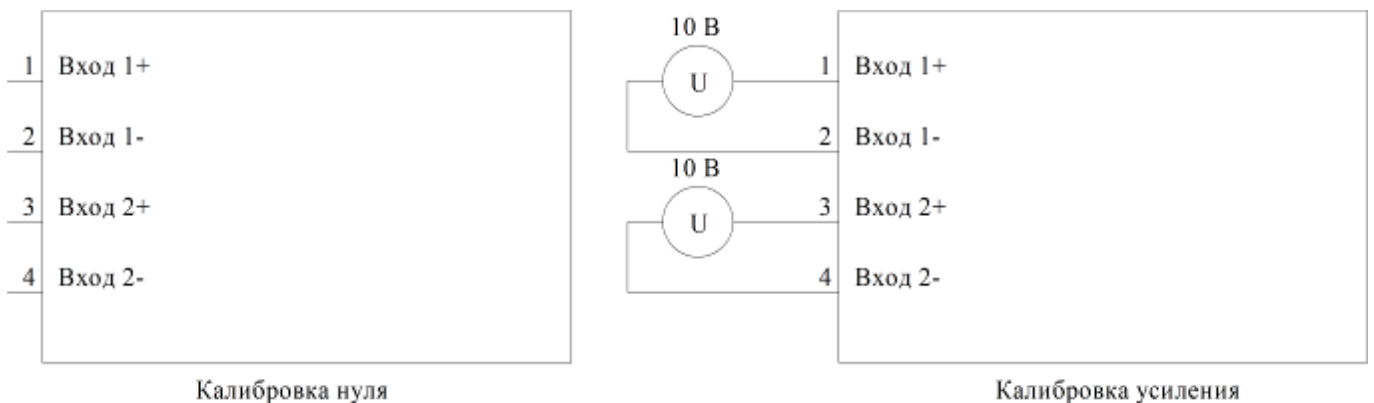 1 Вход 1+
2 Вход 1-
3 Вход 2+
4 Вход 2-
Калибровка нуля
10 В
U
1 Вход 1+
2 Вход 1-
10 В
U
3 Вход 2+
4 Вход 2-
Калибровка усиления